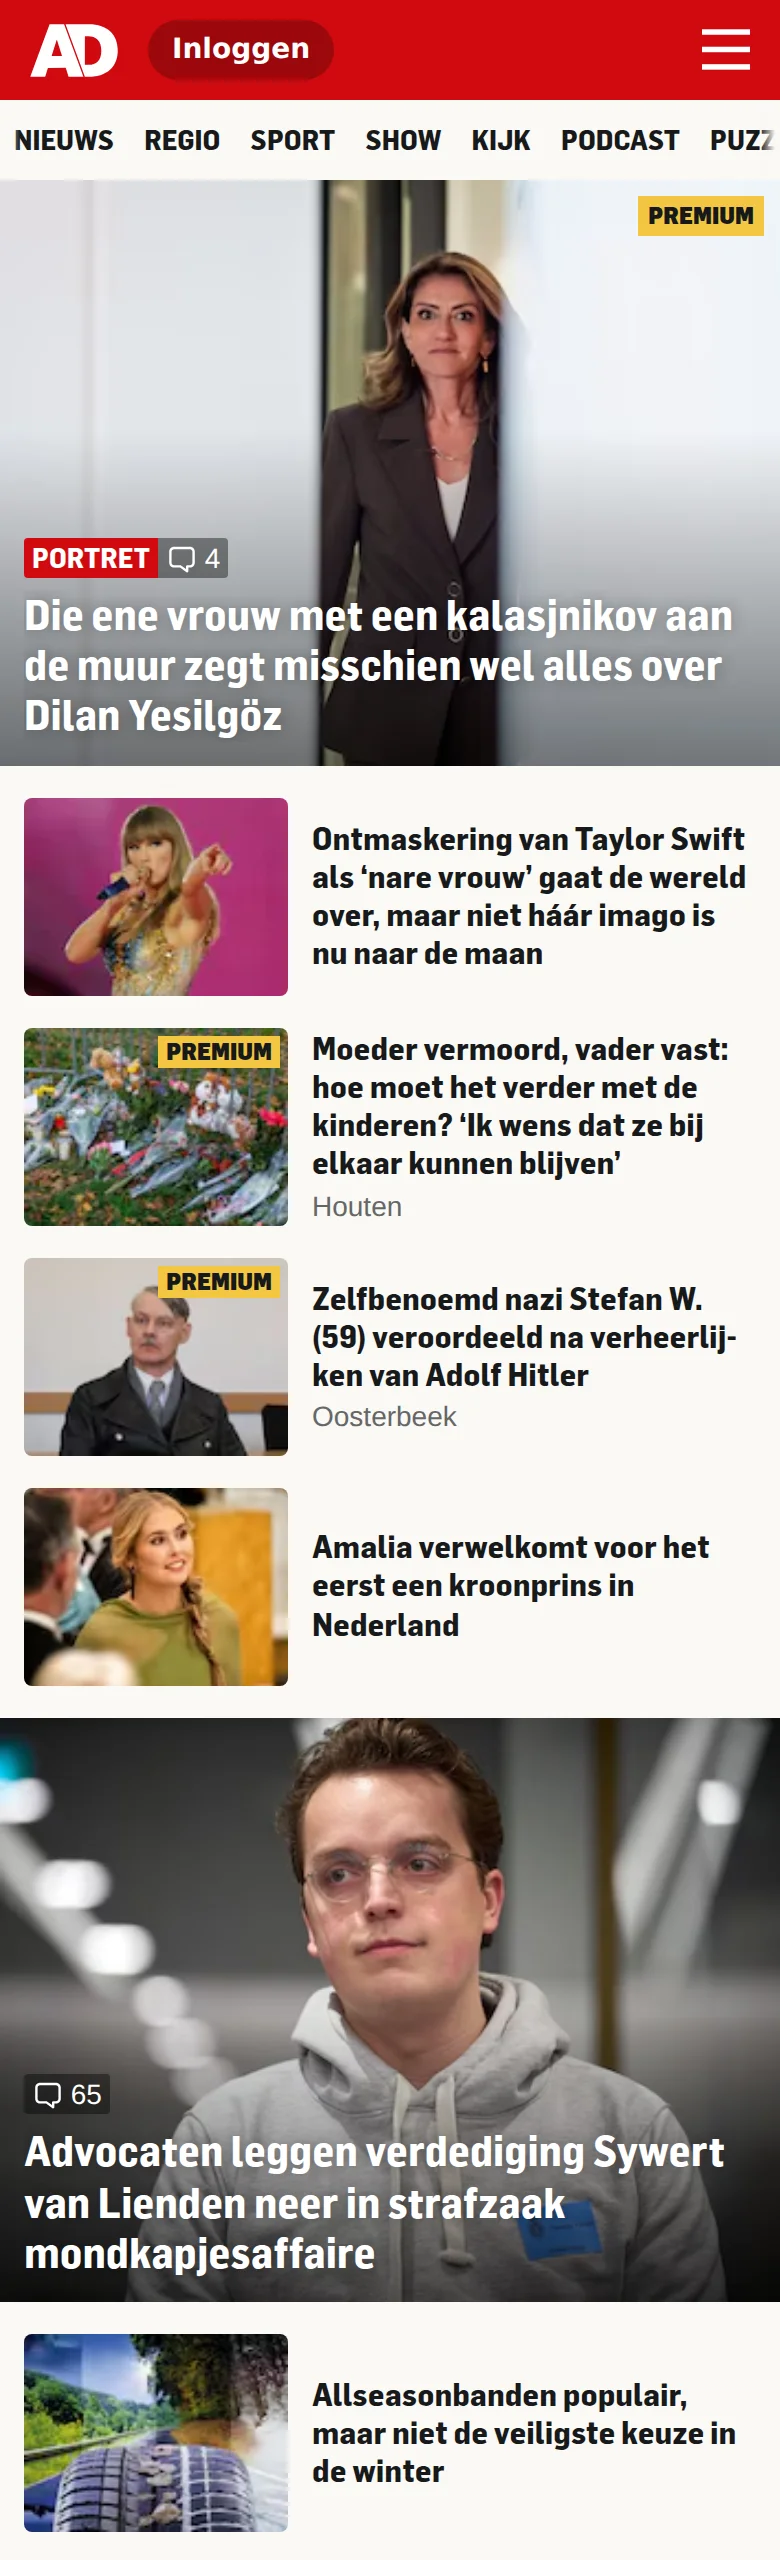 AD
Inloggen
NIEUWS REGIO SPORT SHOW KIJK PODCAST PUZZ
PREMIUM
PORTRET 4
Die ene vrouw met een kalasjnikov aan
de muur zegt misschien wel alles over
Dilan Yesilgöz
Ontmaskering van Taylor Swift
als ‘nare vrouw’ gaat de wereld
over, maar niet háár imago is
nu naar de maan
PREMIUM
Moeder vermoord, vader vast:
hoe moet het verder met de
kinderen? ‘Ik wens dat ze bij
elkaar kunnen blijven’
Houten
PREMIUM
Zelfbenoemd nazi Stefan W.
(59) veroordeeld na verheerlij-
ken van Adolf Hitler
Oosterbeek
Amalia verwelkomt voor het
eerst een kroonprins in
Nederland
65
Advocaten leggen verdediging Sywert
van Lienden neer in strafzaak
mondkapjesaffaire
Allseasonbanden populair,
maar niet de veiligste keuze in
de winter